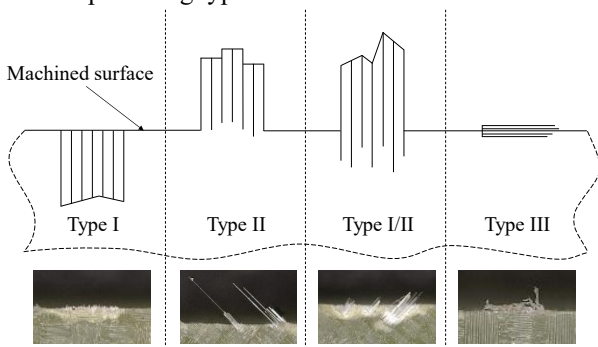 Machined surface
Type I
Type II
Type I/II
Type III